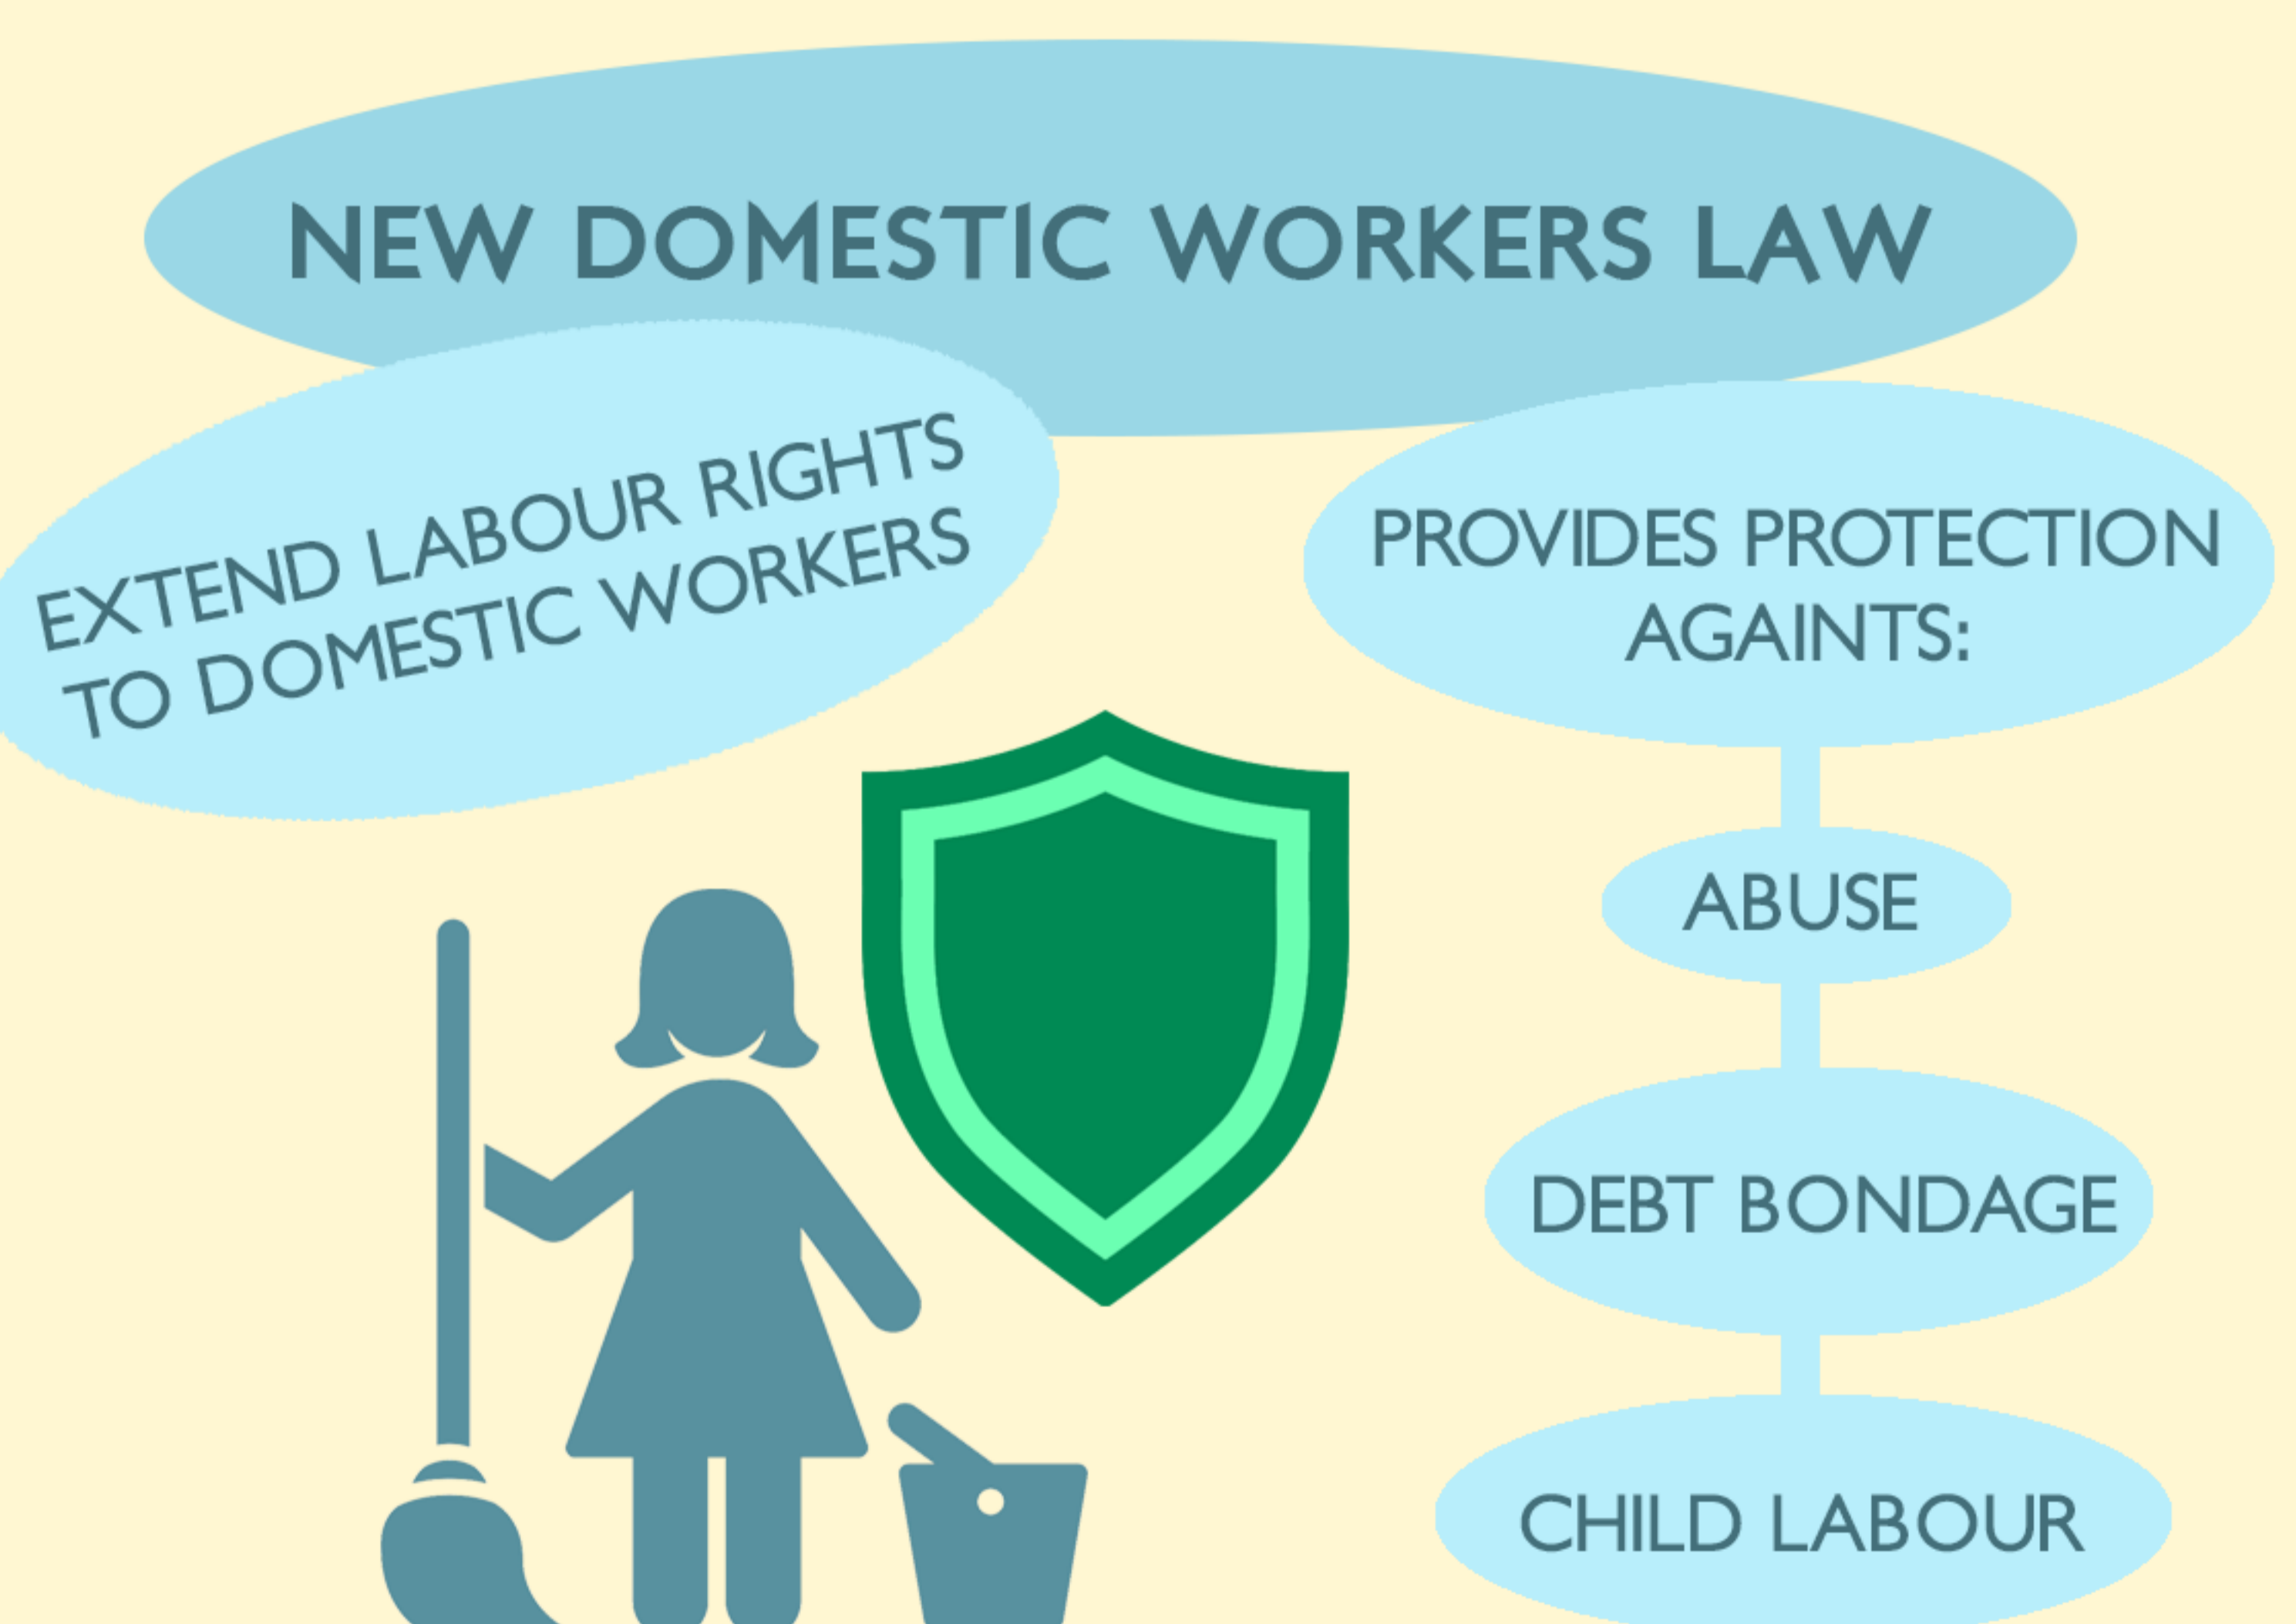 NEW DOMESTIC WORKERS LAW
EXTEND LABOUR RIGHTS
TO DOMESTIC WORKERS
PROVIDES PROTECTION
AGAINTS:
ABUSE
DEBT BONDAGE
CHILD LABOUR